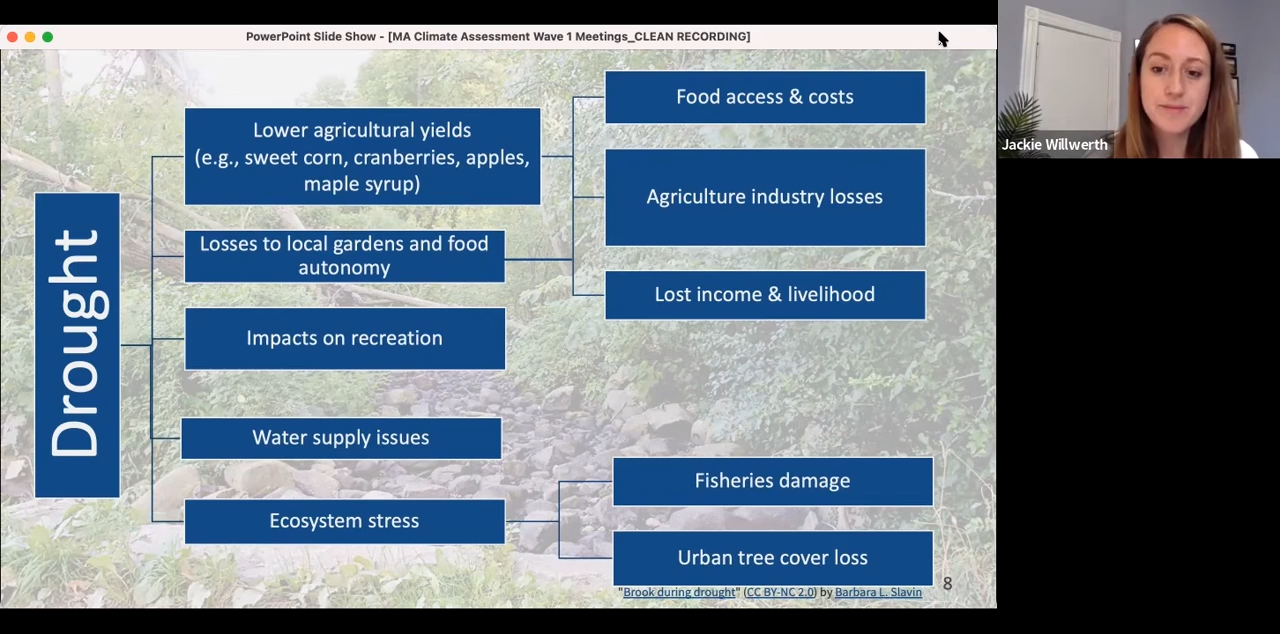 PowerPoint Slide Show - [MA Climate Assessment Wave 1 Meetings_CLEAN RECORDING]
Jackie Willwerth
Drought
Lower agricultural yields
(e.g., sweet corn, cranberries, apples,
maple syrup)
Losses to local gardens and food
autonomy
Impacts on recreation
Water supply issues
Ecosystem stress
Food access & costs
Agriculture industry losses
Lost income & livelihood
Fisheries damage
Urban tree cover loss
"Brook during drought" (CC BY-NC 2.0) by Barbara L. Slavin
8